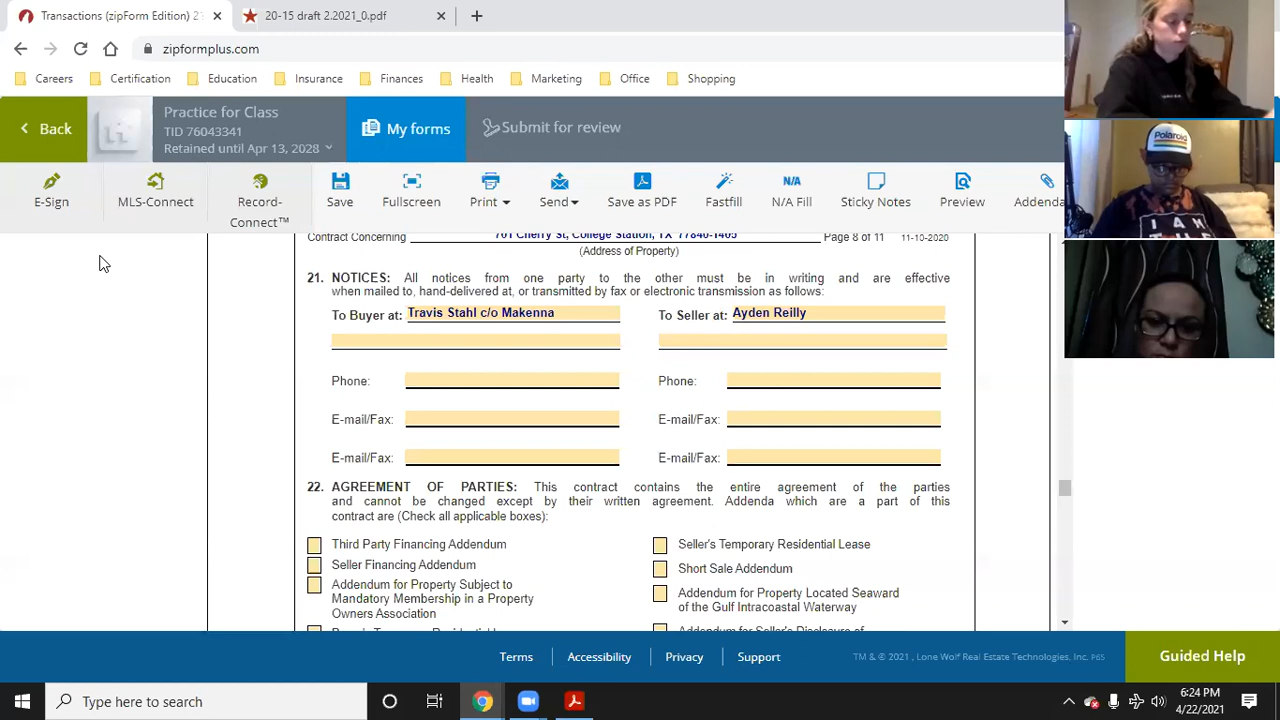 Transactions (zipForm Edition) 2
20-15 draft 2.2021_0.pdf
zipformplus.com
Careers
Certification
Education
Insurance
Finances
Health
Marketing
Office
Shopping
Back
Practice for Class
TID 76043341
Retained until Apr 13, 2028
My forms
Submit for review
E-Sign
MLS-Connect
Record-
Connect™
Save
Fullscreen
Print
Send
Save as PDF
Fastfill
N/A
N/A Fill
Sticky Notes
Preview
Addenda
Contract Concerning 701 Cherry St, College Station, TX 77840-1405 Page 8 of 11 11-10-2020
(Address of Property)
21. NOTICES: All notices from one party to the other must be in writing and are effective
when mailed to, hand-delivered at, or transmitted by fax or electronic transmission as follows:
To Buyer at: Travis Stahl c/o Makenna
To Seller at: Ayden Reilly
Phone:
Phone:
E-mail/Fax:
E-mail/Fax:
E-mail/Fax:
E-mail/Fax:
22. AGREEMENT OF PARTIES: This contract contains the entire agreement of the parties
and cannot be changed except by their written agreement. Addenda which are a part of this
contract are (Check all applicable boxes):
Third Party Financing Addendum
Seller Financing Addendum
Addendum for Property Subject to
Mandatory Membership in a Property
Owners Association
Seller's Temporary Residential Lease
Short Sale Addendum
Addendum for Property Located Seaward
of the Gulf Intracoastal Waterway
Addendum for Seller's Disclosure of
Polaroid
I AM
Terms
Accessibility
Privacy
Support
TM & © 2021 , Lone Wolf Real Estate Technologies, Inc. P65
Guided Help
Type here to search
6:24 PM
4/22/2021